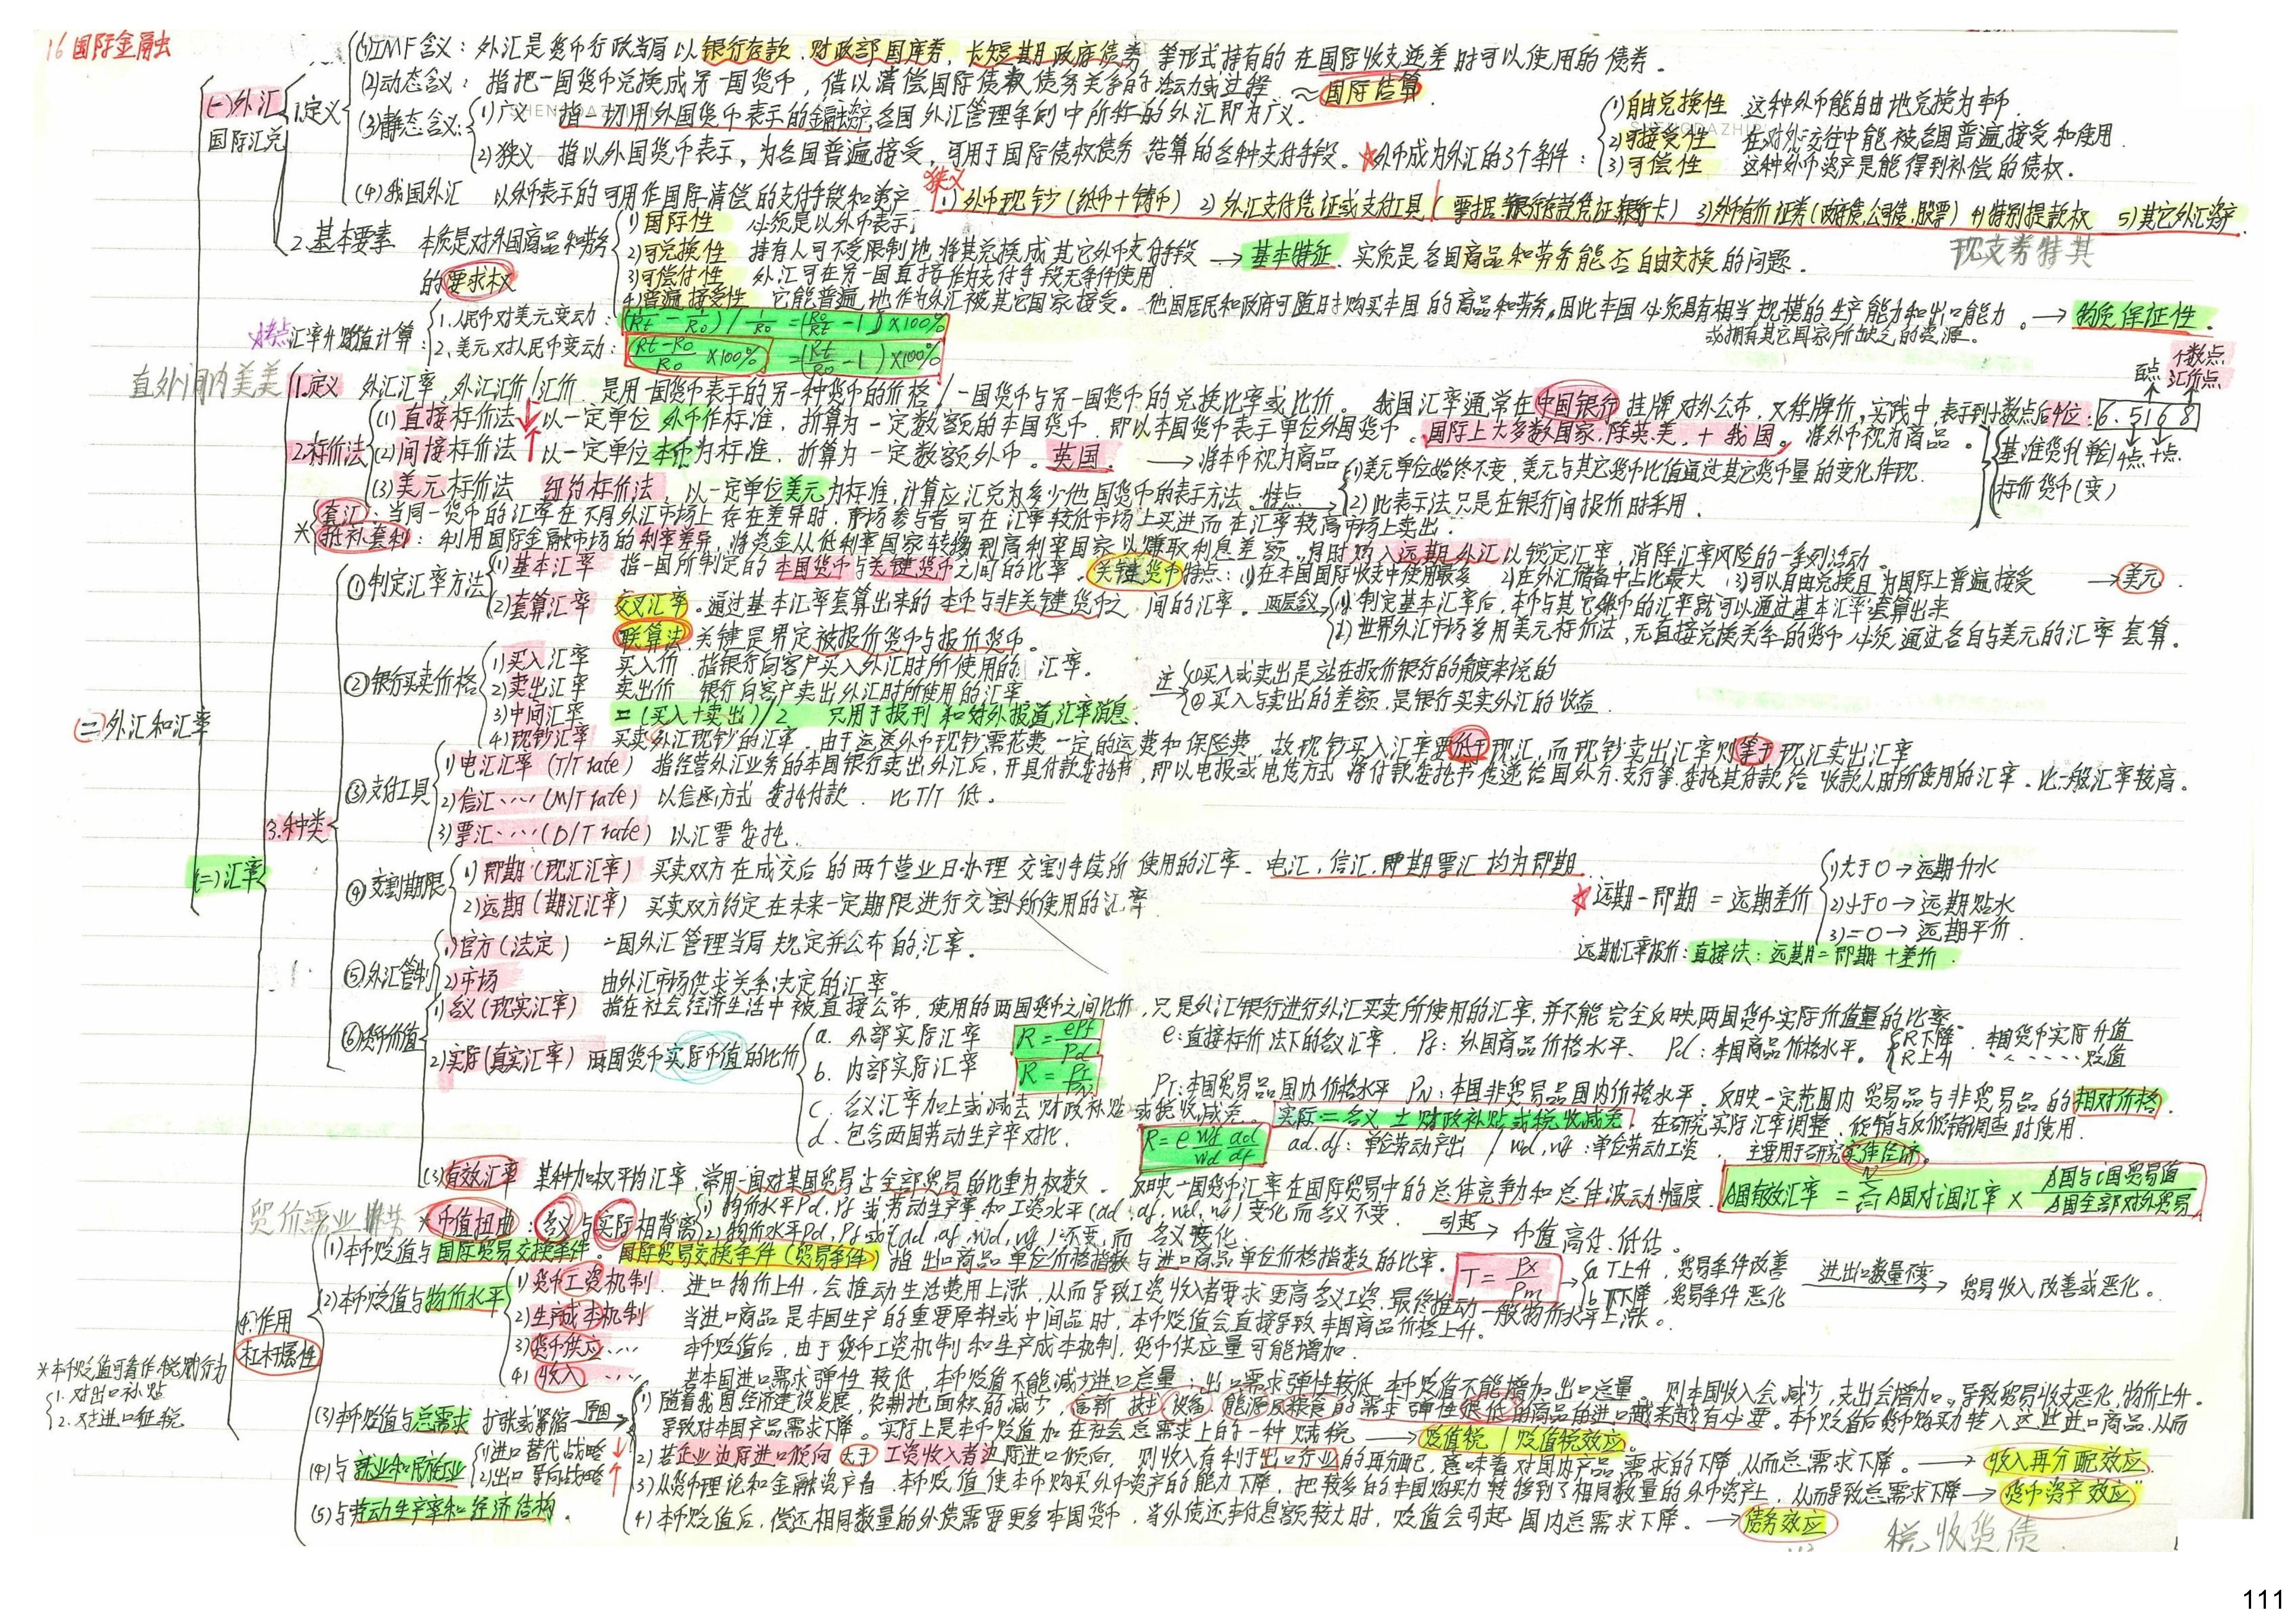 16 国际金融
(二) 外汇和汇率
(一) 外汇
国际汇兑
1.定义
(1) IMF含义：外汇是货币行政当局以银行存款、财政部国库券、长短期政府债券等形式持有的在国际收支逆差时可以使用的债券。
(2)动态含义：指把一国货币兑换成另一国货币，借以清偿国际债权债务关系的活动或过程 ≈ 国际结算
(3)静态含义：
1)广义 指一切用外国货币表示的金融资产,各国外汇管理条例中所称的外汇即为广义。
2)狭义 指以外国货币表示，为各国普遍接受，可用于国际债权债务结算的各种支付手段。
★外币成为外汇的3个条件：
(1)自由兑换性 这种外币能自由地兑换为本币
(2)可接受性 在对外交往中能被各国普遍接受和使用.
(3)可偿性 这种外币资产是能得到补偿的债权.
(4)我国外汇 以外币表示的可用作国际清偿的支付手段和资产
狭义
1)外币现钞(纸币+铸币) 2)外汇支付凭证或支付工具(票据、银行存款凭证、银行卡) 3)外币有价证券(政府债,公司债,股票) 4)特别提款权 5)其它外汇资产.
现支券特其
2.基本要素 本质是对外国商品和劳务的要求权
1)国际性 必须是以外币表示;
2)可兑换性 持有人可不受限制地将其兑换成其它外币支付手段 → 基本特征. 实质是各国商品和劳务能否自由交换的问题.
3)可偿付性 外汇可在另一国直接作为支付手段无条件使用
4)普遍接受性 它能普遍地作为外汇被其它国家接受。他国居民和政府可随时购买本国的商品和劳务,因此本国必须具有相当规模的生产能力和出口能力。→ 物质保证性.
或拥有其它国家所缺乏的资源。
考点 汇率升贬值计算：
1.人民币对美元变动：(1/Rt - 1/R0) / 1/R0 = (R0/Rt - 1) ×100%
2.美元对人民币变动：(Rt-R0)/R0 ×100% = (Rt/R0 - 1)×100%
直外间内美美
(二) 汇率
1.定义 外汇汇率,外汇汇价/汇价 是用一国货币表示的另一种货币的价格/一国货币与另一国货币的兑换比率或比价。我国汇率通常在中国银行挂牌对外公布,又称牌价,实践中,表示到小数点后4位: 6.5168
百点 个数点
汇价点
千点 十点
基准货币(单位)
标价货币(变)
2.标价法
(1)直接标价法↓ 以一定单位外币作标准，折算为一定数额的本国货币，即以本国货币表示单位外国货币。国际上大多数国家,除英.美,+ 我国. 将外币视为商品。
(2)间接标价法↑ 以一定单位本币为标准，折算为一定数额外币。英国. → 将本币视为商品
(3)美元标价法 纽约标价法，以一定单位美元为标准,计算应汇兑为多少他国货币的表示方法. 特点
(1)美元单位始终不变,美元与其它货币比值通过其它货币量的变化体现.
(2)此表示法只是在银行间报价时采用.
套汇：当同一货币的汇率在不同外汇市场上存在差异时,市场参与者可在汇率较低市场上买进而在汇率较高市场上卖出.
※抵补套利：利用国际金融市场的利率差异,将资金从低利率国家转移到高利率国家以赚取利息差额,同时购入远期外汇以锁定汇率,消除汇率风险的一系列活动。
3.种类
①制定汇率方法
(1)基本汇率 指一国所制定的本国货币与关键货币之间的比率. 关键货币特点：(1)在本国国际收支中使用最多 2)在外汇储备中占比最大 (3)可以自由兑换且为国际上普遍接受 → 美元.
(2)套算汇率 交叉汇率。通过基本汇率套算出来的本币与非关键货币之间的汇率。两层含义
(1)制定基本汇率后,本币与其它外币的汇率就可以通过基本汇率套算出来
(2)世界外汇市场多用美元标价法,无直接兑换关系的货币必须通过各自与美元的汇率套算。
联算法.关键是界定被报价货币与报价货币。
②银行买卖价格
1)买入汇率 买入价 指银行向客户买入外汇时所使用的汇率。
2)卖出汇率 卖出价 银行向客户卖出外汇时所使用的汇率
3)中间汇率 =(买入+卖出)/2 只用于报刊和对外报道汇率消息.
4)现钞汇率 买卖外汇现钞的汇率,由于运送外币现钞需花费一定的运费和保险费,故现钞买入汇率要低于现汇,而现钞卖出汇率则等于现汇卖出汇率
注
①买入或卖出是站在报价银行的角度来说的
②买入与卖出的差额,是银行买卖外汇的收益.
③支付工具
1)电汇汇率 (T/T rate) 指经营外汇业务的本国银行卖出外汇后,开具付款委托书,即以电报或电传方式将付款委托书传递给国外分.支行等,委托其付款给收款人时所使用的汇率.比一般汇率较高。
2)信汇……(M/T rate) 以信函方式委托付款. 比T/T低。
3)票汇……(D/T rate) 以汇票委托.
④交割期限
1)即期(现汇汇率) 买卖双方在成交后的两个营业日办理交割手续所使用的汇率。电汇,信汇,即期票汇均为即期.
2)远期(期汇汇率) 买卖双方约定在未来一定期限进行交割所使用的汇率
★远期-即期=远期差价
1)大于0→远期升水
2)小于0→远期贴水
3)=0→远期平价.
远期汇率报价：直接法：远期=即期+差价
⑤外汇管制
1)官方(法定) 一国外汇管理当局规定并公布的汇率.
2)市场 由外汇市场供求关系决定的汇率。
⑥货币价值
1)名义(现实汇率) 指在社会经济生活中被直接公布,使用的两国货币之间比价,只是外汇银行进行外汇买卖所使用的汇率,并不能完全反映两国货币实际价值量的比率。
2)实际(真实汇率) 两国货币实际币值的比价
a. 外部实际汇率 R=ePf/Pd e:直接标价法下的名义汇率. Pf:外国商品价格水平. Pd:本国商品价格水平。 R下降. 本国货币实际升值
R上升 ......贬值
b. 内部实际汇率 R=PT/PN PT:本国贸易品国内价格水平 PN:本国非贸易品国内价格水平. 反映一定范围内贸易品与非贸易品的相对价格.
c. 名义汇率加上或减去财政补贴或税收减免. 实际=名义±财政补贴或税收减免. 在研究实际汇率调整、倾销与反倾销调查时使用.
d. 包含两国劳动生产率对比. R=e wf/wd ad/df ad.df:单位劳动产出 / wd,wf:单位劳动工资. 主要用于研究实体经济。
(3)有效汇率 某种加权平均汇率,常用一国对某国贸易占全部贸易的比重为权数. 反映一国货币汇率在国际贸易中的总体竞争力和总体波动幅度. A国有效汇率 = Σ A国对i国汇率 × A国与i国贸易值/A国全部对外贸易
※币值扭曲：名义与实际相背离
1)物价水平Pd,Pf或劳动生产率和工资水平(ad,af,wd,wf)变化而名义不变.
2)物价水平Pd,Pf或(ad,af,wd,wf)不变,而名义变化.
引起→ 币值高估.低估。
4.作用
杠杆属性
※本币贬值可看作税赋行为
1.对出口补贴
2.对进口征税
(1)本币贬值与国际贸易交换条件。国际贸易交换条件(贸易条件)指出口商品单位价格指数与进口商品单位价格指数的比率. T=Px/Pm
a T上升,贸易条件改善
b T下降,贸易条件恶化
进出口数量不变→ 贸易收入改善或恶化。
(2)本币贬值与物价水平
1)货币工资机制. 进口物价上升,会推动生活费用上涨,从而导致工资收入者要求更高名义工资,最终推动一般物价水平上涨。
2)生产成本机制 当进口商品是本国生产的重要原料或中间品时,本币贬值会直接导致本国商品价格上升。
3)货币供应… 本币贬值后,由于货币工资机制和生产成本机制,货币供应量可能增加.
(4)收入… 若本国进口需求弹性较低,本币贬值不能减少进口总量;出口需求弹性较低,本币贬值不能增加出口总量。则本国收入会减少,支出会增加。导致贸易收支恶化,物价上升.
(3)本币贬值与总需求 扩张或紧缩 原因
1)随着我国经济建设发展,农耕地面积的减少,高新技术,设备,能源及粮食的需求弹性很低的商品的进口越来越有必要。本币贬值后货币购买力转入这些进口商品,从而
导致对本国产品需求下降。实际上是本币贬值加在社会总需求上的一种赋税 → 贬值税/贬值税效应。
2)若企业边际进口倾向大于工资收入者边际进口倾向,则收入有利于出口行业的再分配,意味着对国内产品需求的下降,从而总需求下降。→ 收入再分配效应.
3)从货币理论和金融资产看.本币贬值使本币购买外币资产的能力下降,把较多的本国购买力转移到了相同数量的外币资产上,从而导致总需求下降→货币资产效应
4)本币贬值后,偿还相同数量的外债需要更多本国货币,当外债还本付息额较大时,贬值会引起国内总需求下降。→债务效应
(4)与就业和民族工业
1)进口替代战略↓
2)出口导向战略↑
(5)与劳动生产率和经济结构。
税收货债
111